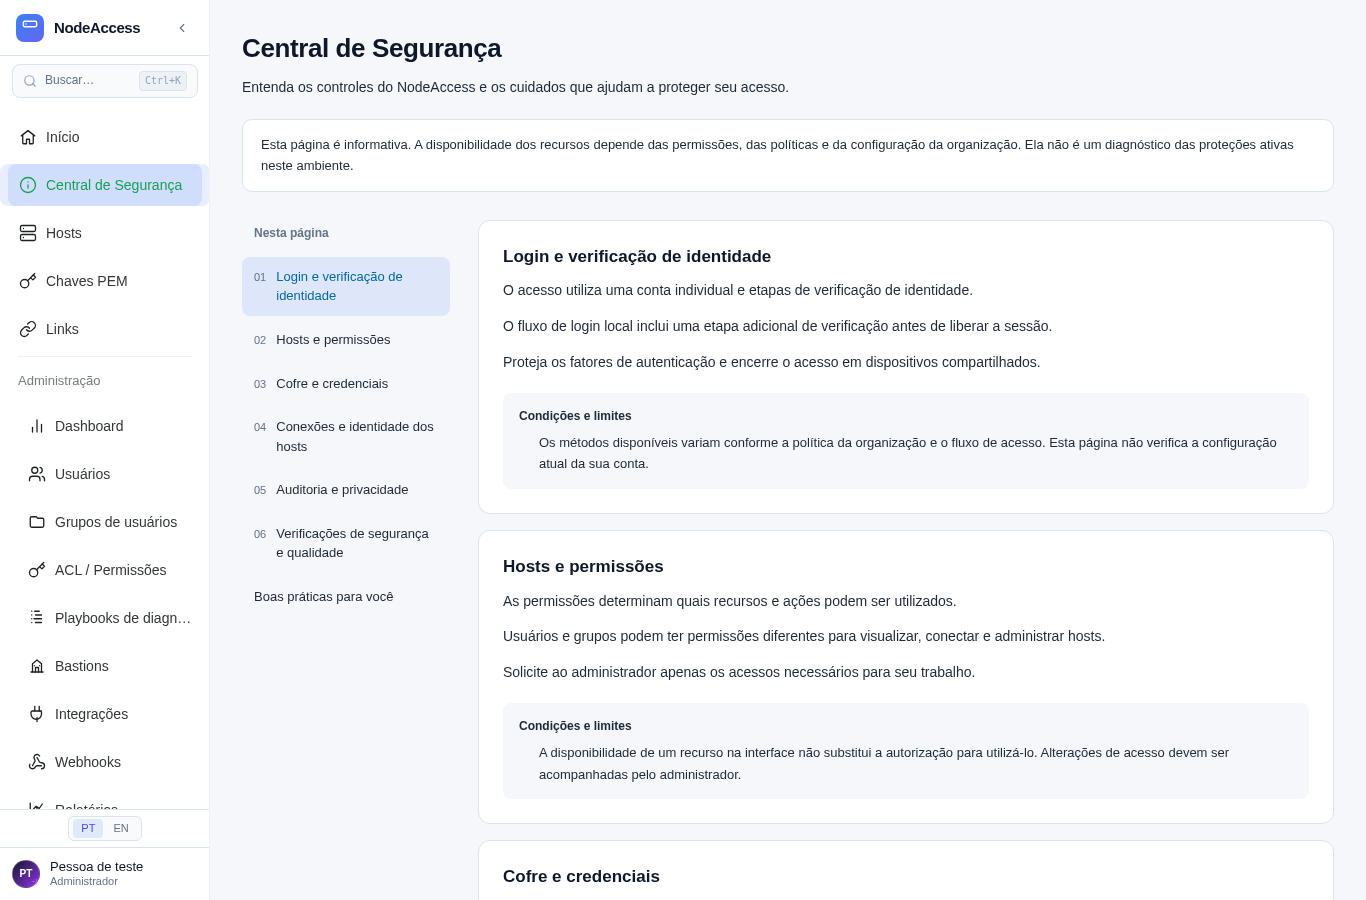 NodeAccess
Buscar…
Ctrl+K
Início
Central de Segurança
Hosts
Chaves PEM
Links
Administração
Dashboard
Usuários
Grupos de usuários
ACL / Permissões
Playbooks de diagn…
Bastions
Integrações
Webhooks
Relatórios
PT EN
PT
Pessoa de teste
Administrador
Central de Segurança
Entenda os controles do NodeAccess e os cuidados que ajudam a proteger seu acesso.
Esta página é informativa. A disponibilidade dos recursos depende das permissões, das políticas e da configuração da organização. Ela não é um diagnóstico das proteções ativas
neste ambiente.
Nesta página
01 Login e verificação de
identidade
02 Hosts e permissões
03 Cofre e credenciais
04 Conexões e identidade dos
hosts
05 Auditoria e privacidade
06 Verificações de segurança
e qualidade
Boas práticas para você
Login e verificação de identidade
O acesso utiliza uma conta individual e etapas de verificação de identidade.
O fluxo de login local inclui uma etapa adicional de verificação antes de liberar a sessão.
Proteja os fatores de autenticação e encerre o acesso em dispositivos compartilhados.
Condições e limites
Os métodos disponíveis variam conforme a política da organização e o fluxo de acesso. Esta página não verifica a configuração
atual da sua conta.
Hosts e permissões
As permissões determinam quais recursos e ações podem ser utilizados.
Usuários e grupos podem ter permissões diferentes para visualizar, conectar e administrar hosts.
Solicite ao administrador apenas os acessos necessários para seu trabalho.
Condições e limites
A disponibilidade de um recurso na interface não substitui a autorização para utilizá-lo. Alterações de acesso devem ser
acompanhadas pelo administrador.
Cofre e credenciais